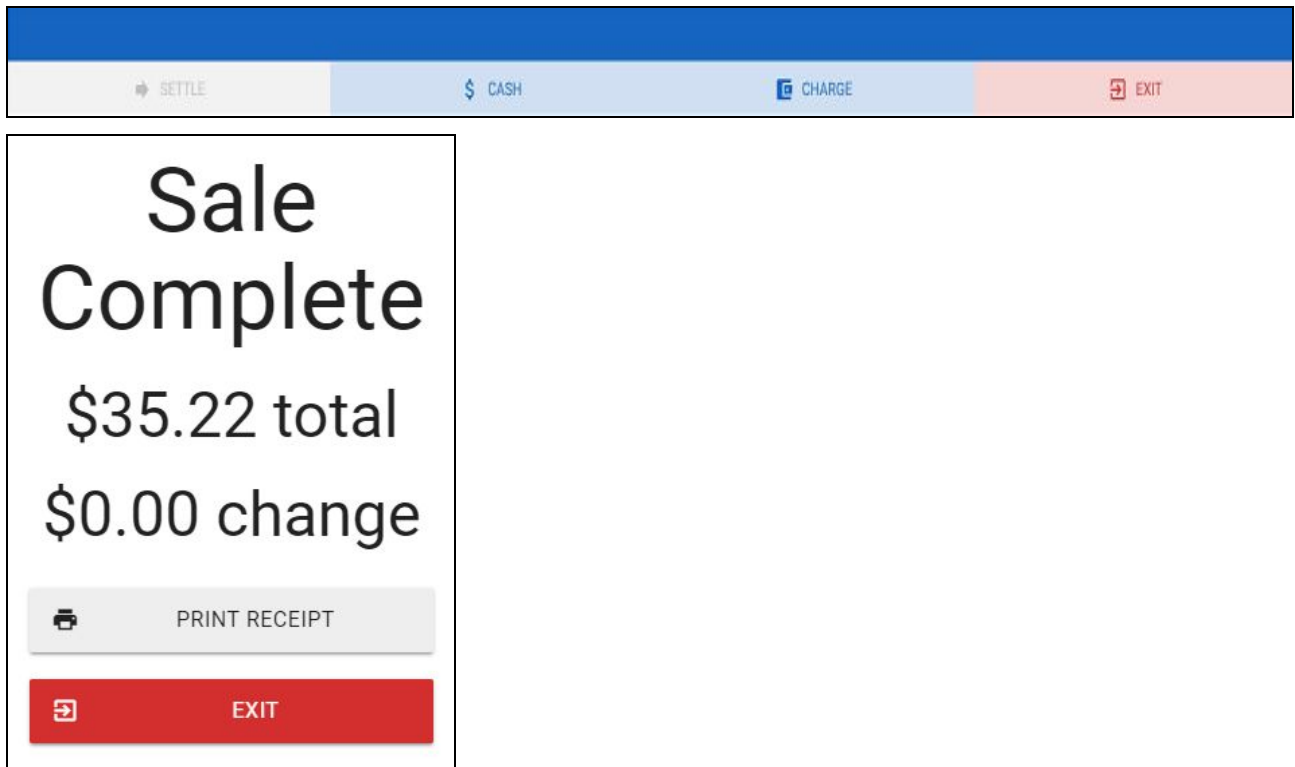 SETTLE $ CASH CHARGE EXIT
Sale
Complete
$35.22 total
$0.00 change
PRINT RECEIPT
EXIT